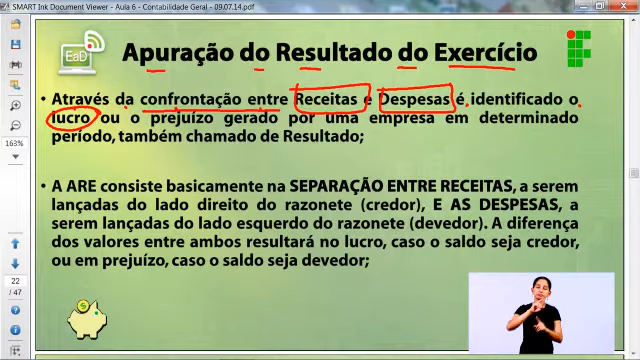 SMART Ink Document Viewer - Aula 6 - Contabilidade Geral - 09.07.14.pdf
EaD
Apuração do Resultado do Exercício
• Através da confrontação entre Receitas e Despesas é identificado o
lucro ou o prejuízo gerado por uma empresa em determinado
período, também chamado de Resultado;
• A ARE consiste basicamente na SEPARAÇÃO ENTRE RECEITAS, a serem
lançadas do lado direito do razonete (credor), E AS DESPESAS, a
serem lançadas do lado esquerdo do razonete (devedor). A diferença
dos valores entre ambos resultará no lucro, caso o saldo seja credor,
ou em prejuízo, caso o saldo seja devedor;
163%
22
/ 47
$